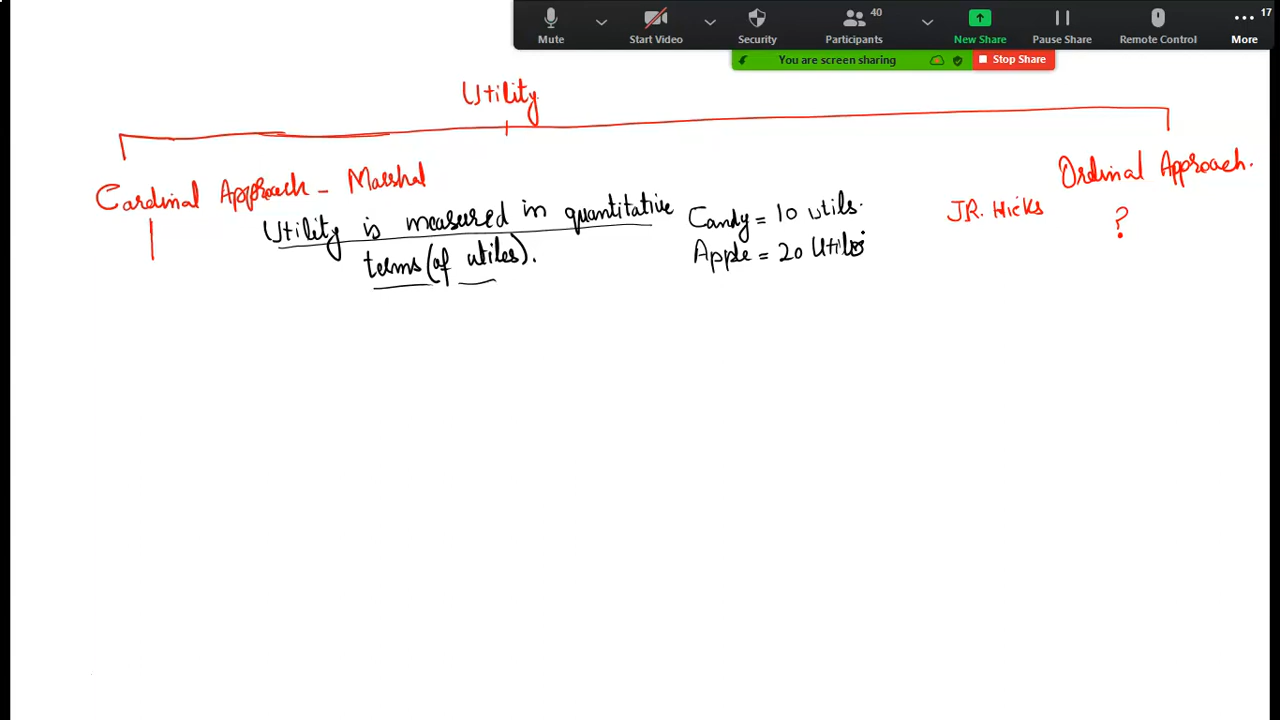 17
40
Mute
Start Video
Security
Participants
New Share
Pause Share
Remote Control
More
You are screen sharing
Stop Share
Utility
Cardinal Approach - Marshal
Ordinal Approach.
Utility is measured in quantitative
terms (of utiles).
Candy = 10 utils.
Apple = 20 Utils
J.R. Hicks
?